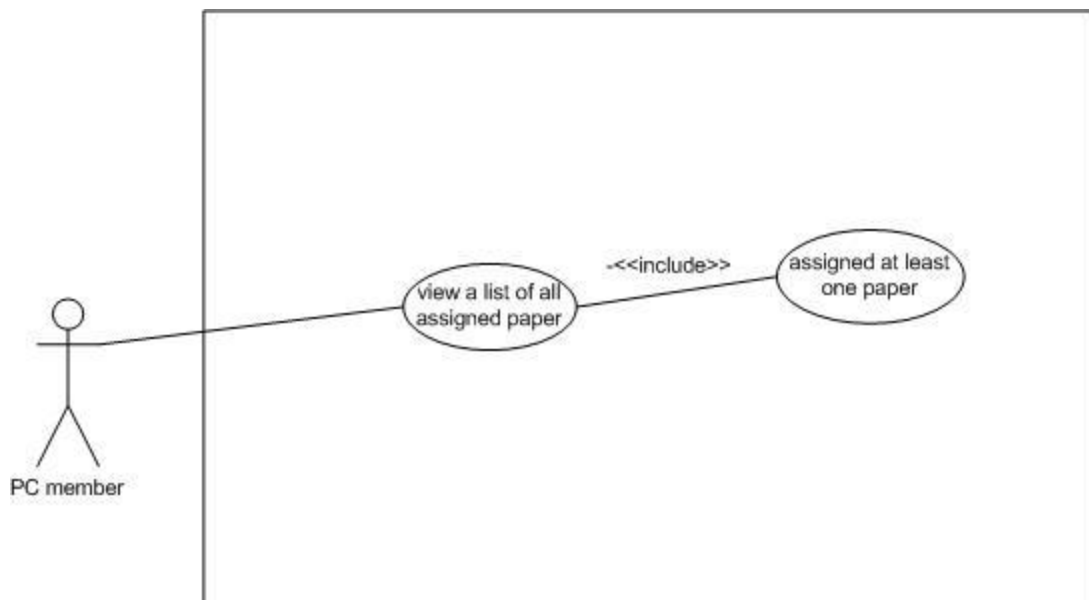 -<<include>>
assigned at least
one paper
view a list of all
assigned paper
PC member